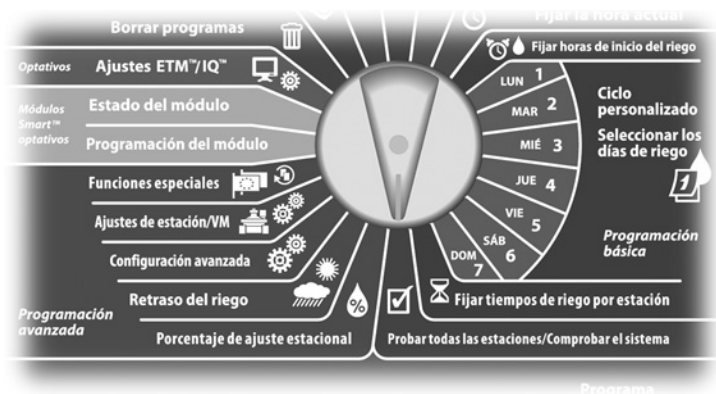 Borrar programas
Fijar la hora actual
Optativos
Ajustes ETM™/IQ™
Fijar horas de inicio del riego
Módulos
Smart™
optativos
Estado del módulo
Programación del módulo
LUN 1
MAR 2
MIÉ 3
JUE 4
VIE 5
SÁB 6
DOM 7
Ciclo
personalizado
Seleccionar los
días de riego
1
Funciones especiales
Ajustes de estación/VM
Configuración avanzada
Retraso del riego
%
Porcentaje de ajuste estacional
Programación
avanzada
Programación
básica
Fijar tiempos de riego por estación
Probar todas las estaciones/Comprobar el sistema
Programa